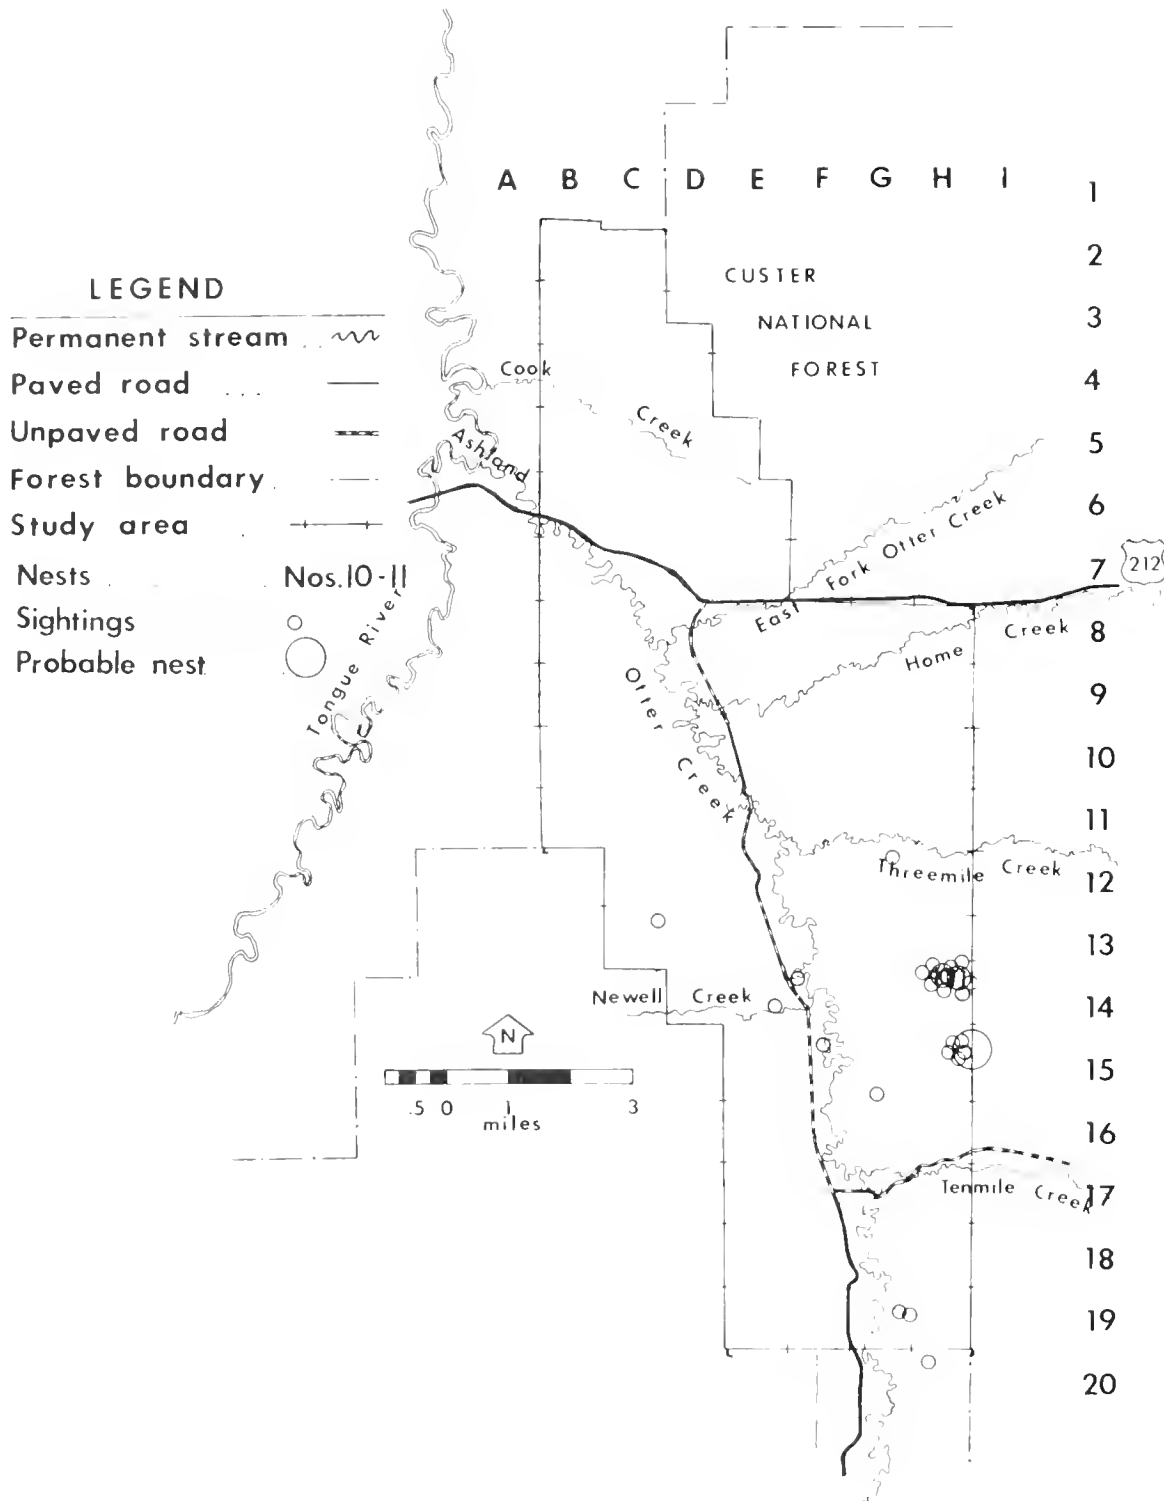 A B C D E F G H I
1
2
3
4
5
6
7
8
9
10
11
12
13
14
15
16
17
18
19
20
CUSTER
NATIONAL
FOREST
LEGEND
Permanent stream ..
Paved road ...
Unpaved road
Forest boundary .
Study area .
Nests . . Nos. 10-11
Sightings
Probable nest
Cook
Creek
Ashland
212
Fork Otter Creek
East
Home
Creek
Tongue River
Otter
Creek
Threemile Creek
Newell Creek
N
.5 0 1 3
miles
Tenmile Creek